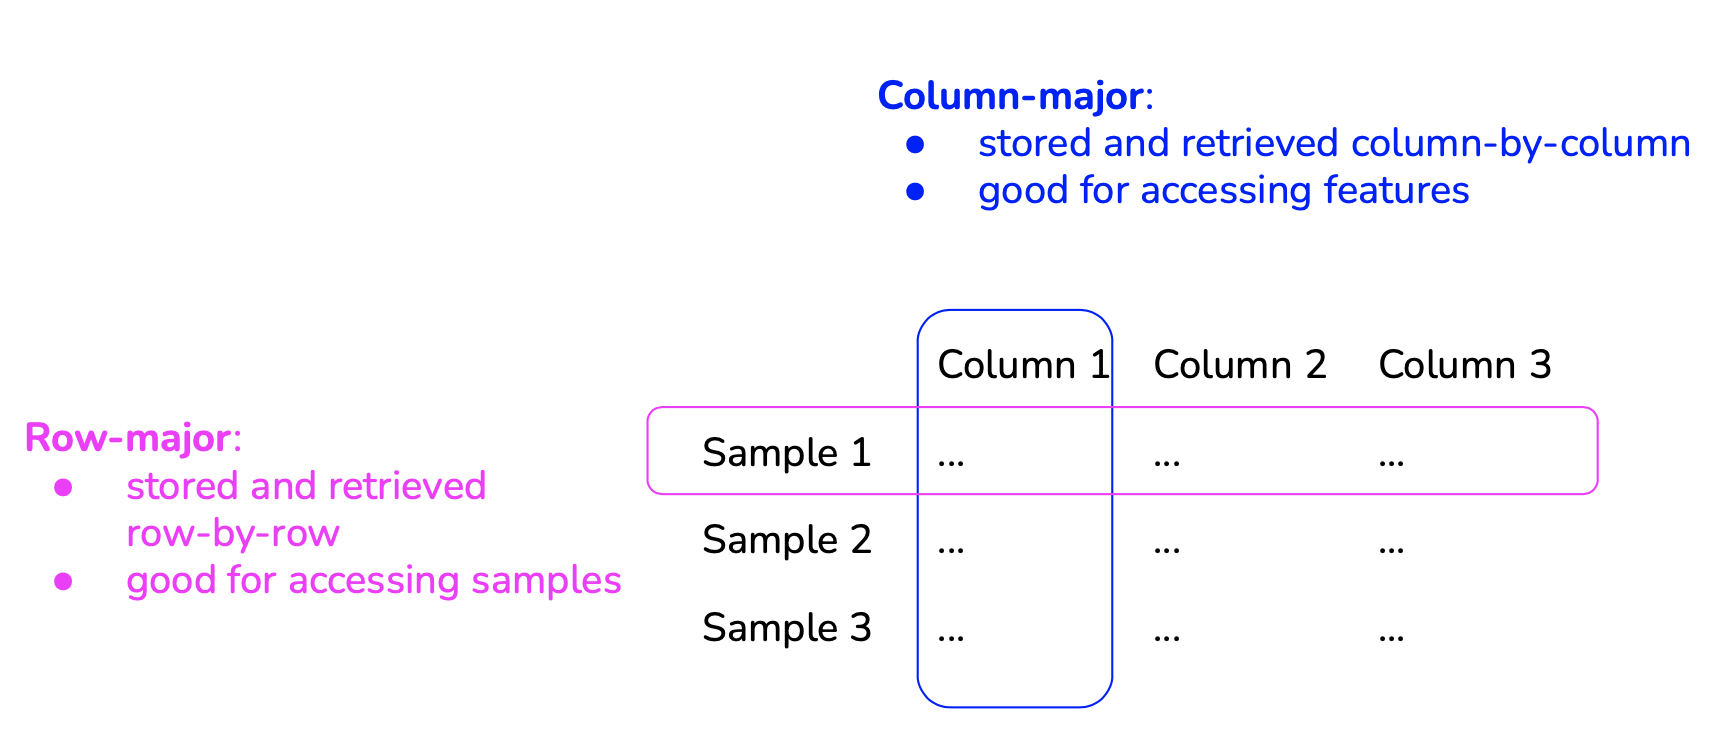 Column-major:
● stored and retrieved column-by-column
● good for accessing features
Row-major:
● stored and retrieved
row-by-row
● good for accessing samples
Column 1 Column 2 Column 3
Sample 1 ... ... ...
Sample 2 ... ... ...
Sample 3 ... ... ...